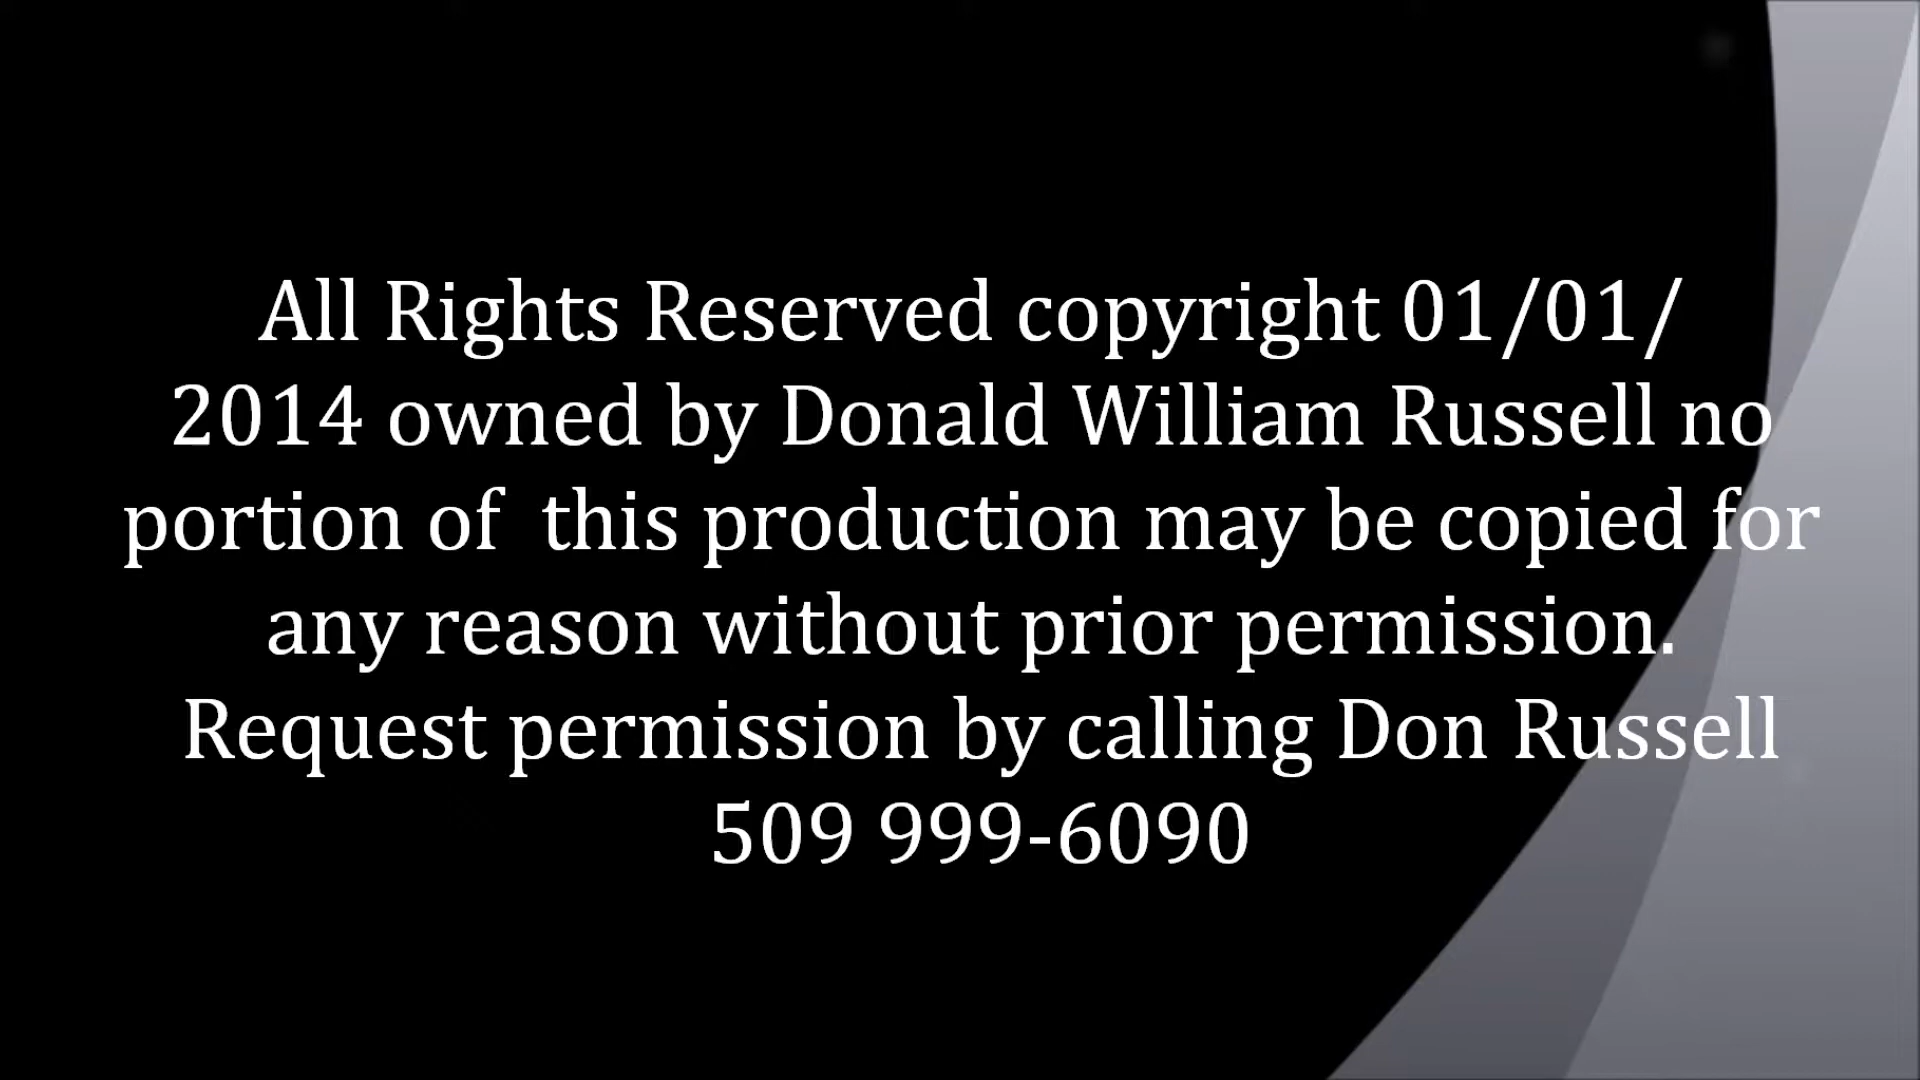 All Rights Reserved copyright 01/01/
2014 owned by Donald William Russell no
portion of  this production may be copied for
any reason without prior permission.
Request permission by calling Don Russell
509 999-6090